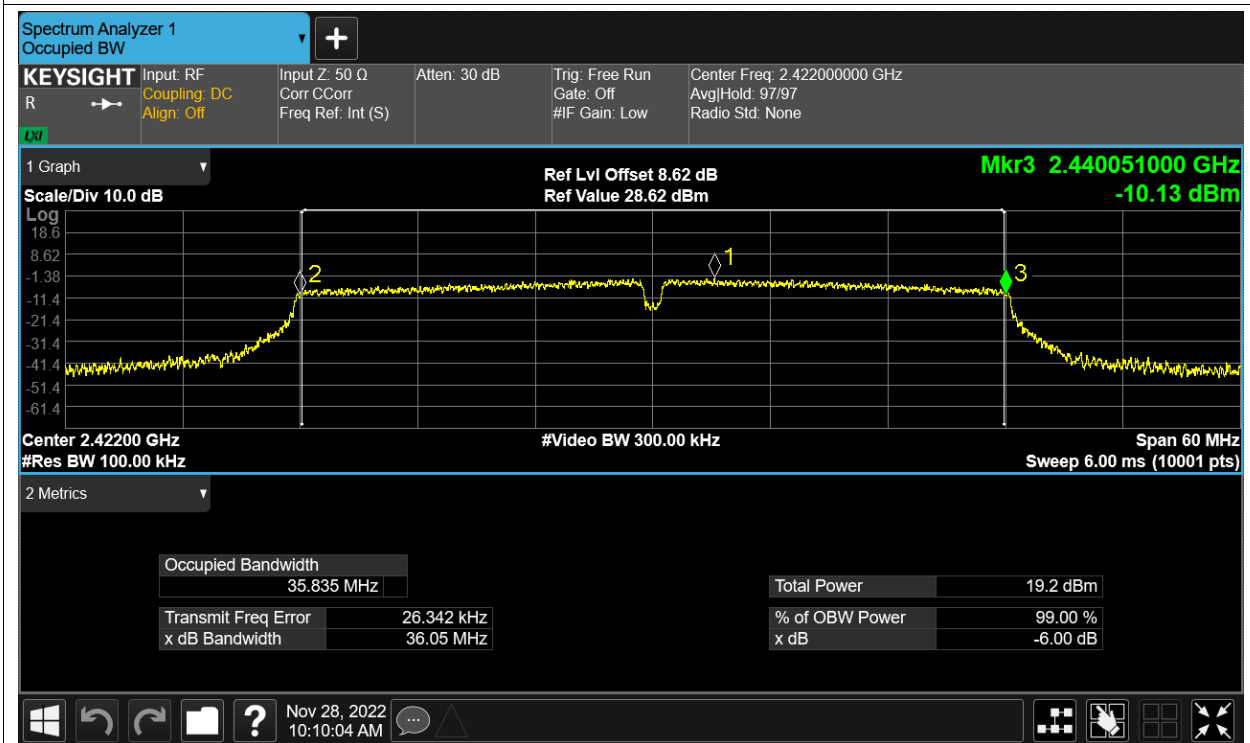 Spectrum Analyzer 1
Occupied BW
KEYSIGHT
R
LXI
Input: RF
Coupling: DC
Align: Off
Input Z: 50 Ω
Corr CCorr
Freq Ref: Int (S)
Atten: 30 dB
Trig: Free Run
Gate: Off
#IF Gain: Low
Center Freq: 2.422000000 GHz
Avg|Hold: 97/97
Radio Std: None
1 Graph
Scale/Div 10.0 dB
Ref Lvl Offset 8.62 dB
Ref Value 28.62 dBm
Mkr3 2.440051000 GHz
-10.13 dBm
Log
18.6
8.62
-1.38
-11.4
-21.4
-31.4
-41.4
-51.4
-61.4
1
2
3
Center 2.42200 GHz
#Res BW 100.00 kHz
#Video BW 300.00 kHz
Span 60 MHz
Sweep 6.00 ms (10001 pts)
2 Metrics
Occupied Bandwidth
35.835 MHz
Transmit Freq Error 26.342 kHz
x dB Bandwidth 36.05 MHz
Total Power 19.2 dBm
% of OBW Power 99.00 %
x dB -6.00 dB
?
Nov 28, 2022
10:10:04 AM